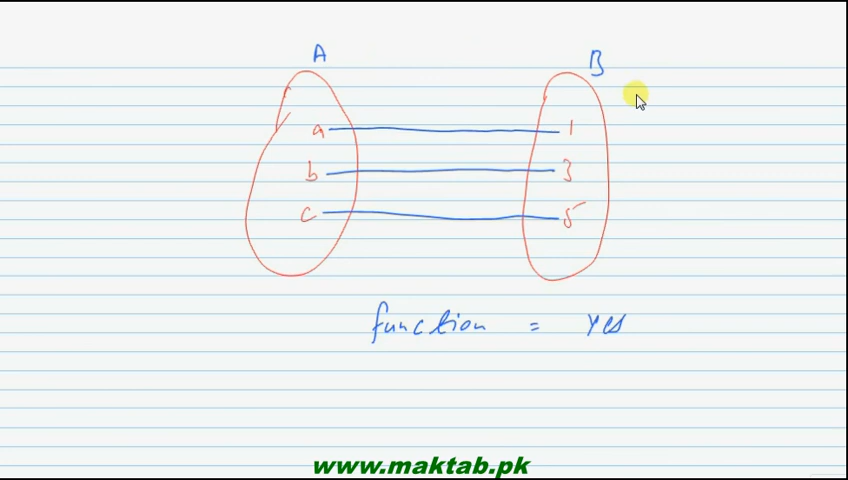 A B
a 1
b 3
c 5
function = yes
www.maktab.pk